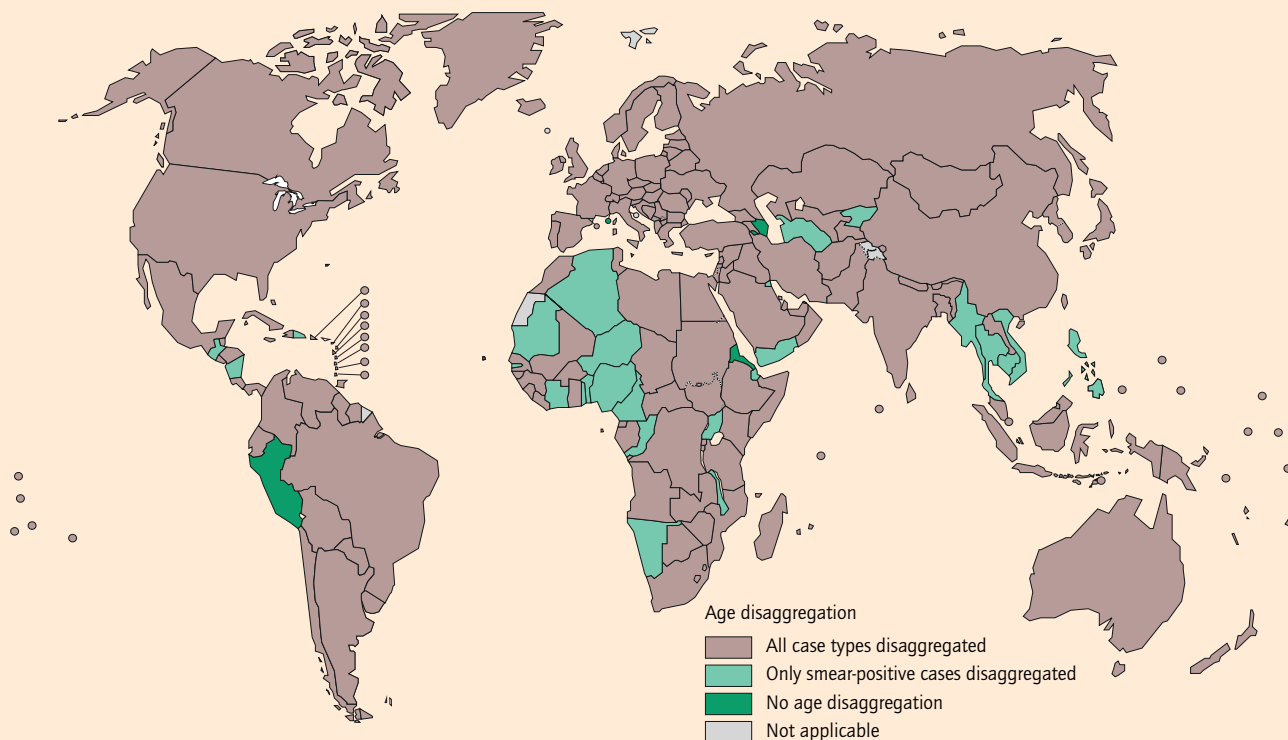 Age disaggregation
All case types disaggregated
Only smear-positive cases disaggregated
No age disaggregation
Not applicable